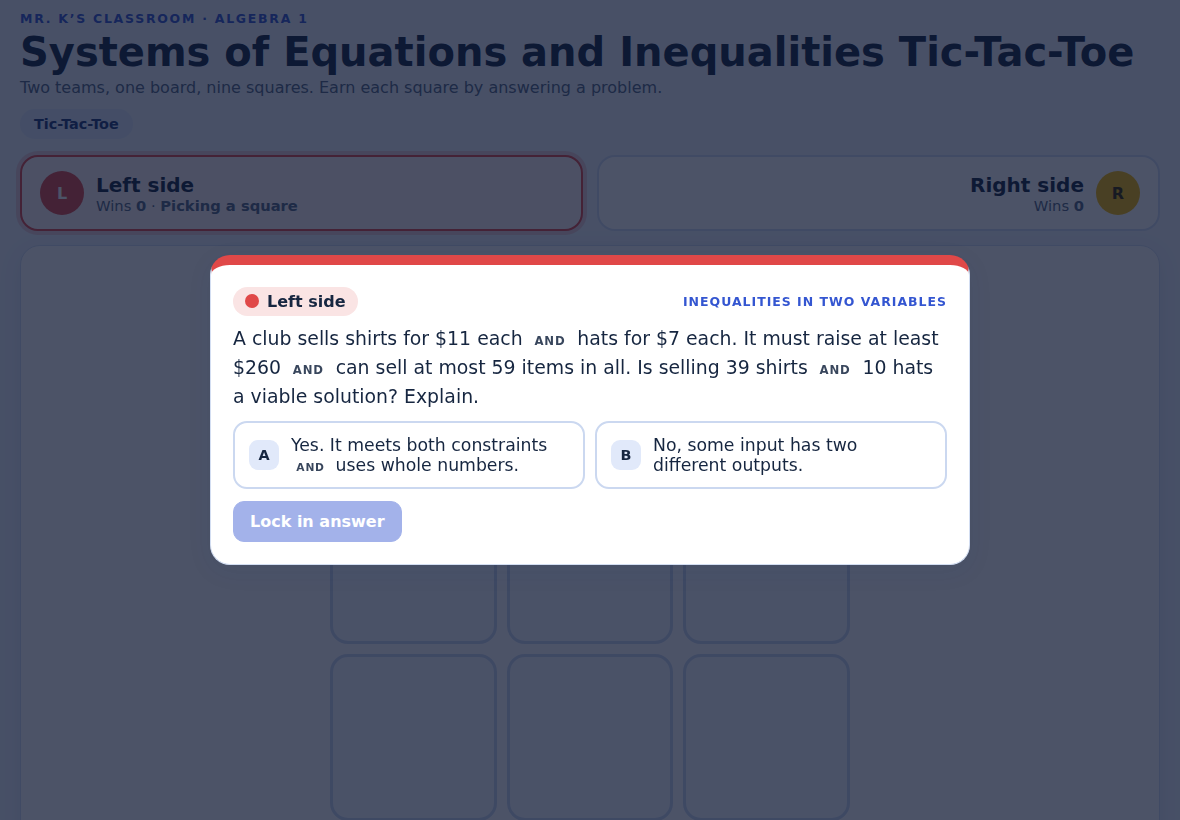 MR. K'S CLASSROOM · ALGEBRA 1
Systems of Equations and Inequalities Tic-Tac-Toe
Two teams, one board, nine squares. Earn each square by answering a problem.
Tic-Tac-Toe
L
Left side
Wins 0 · Picking a square
Right side
Wins 0
R
Left side
INEQUALITIES IN TWO VARIABLES
A club sells shirts for $11 each AND hats for $7 each. It must raise at least
$260 AND can sell at most 59 items in all. Is selling 39 shirts AND 10 hats
a viable solution? Explain.
A
Yes. It meets both constraints
AND uses whole numbers.
B
No, some input has two
different outputs.
Lock in answer